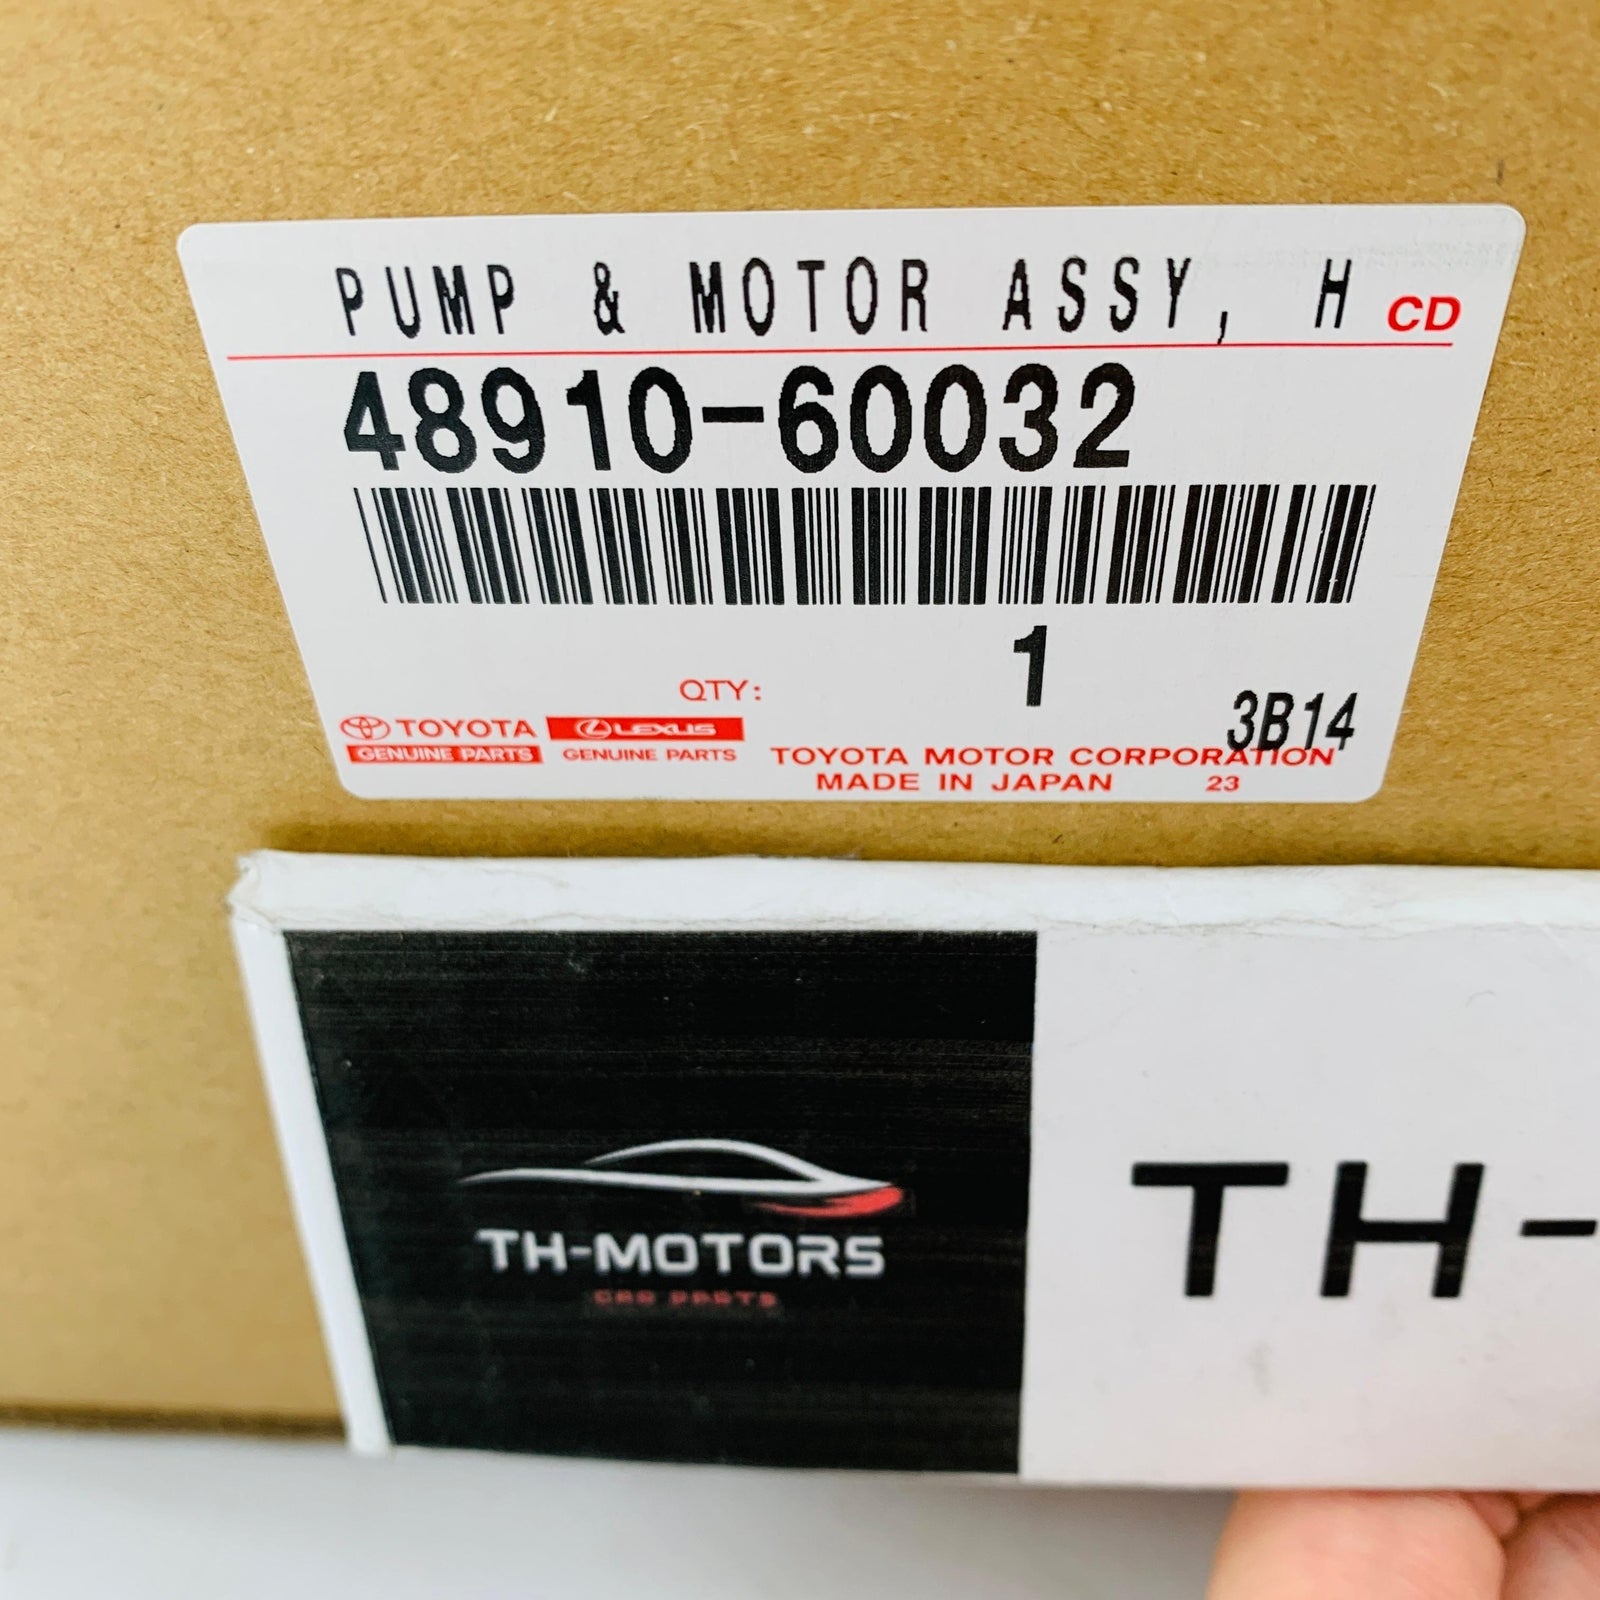 PUMP & MOTOR ASSY, H CD
48910-60032
1
QTY:
3B14
TOYOTA LEXUS
GENUINE PARTS GENUINE PARTS TOYOTA MOTOR CORPORATION
MADE IN JAPAN 23
TH-MOTORS
CAR PARTS
TH-